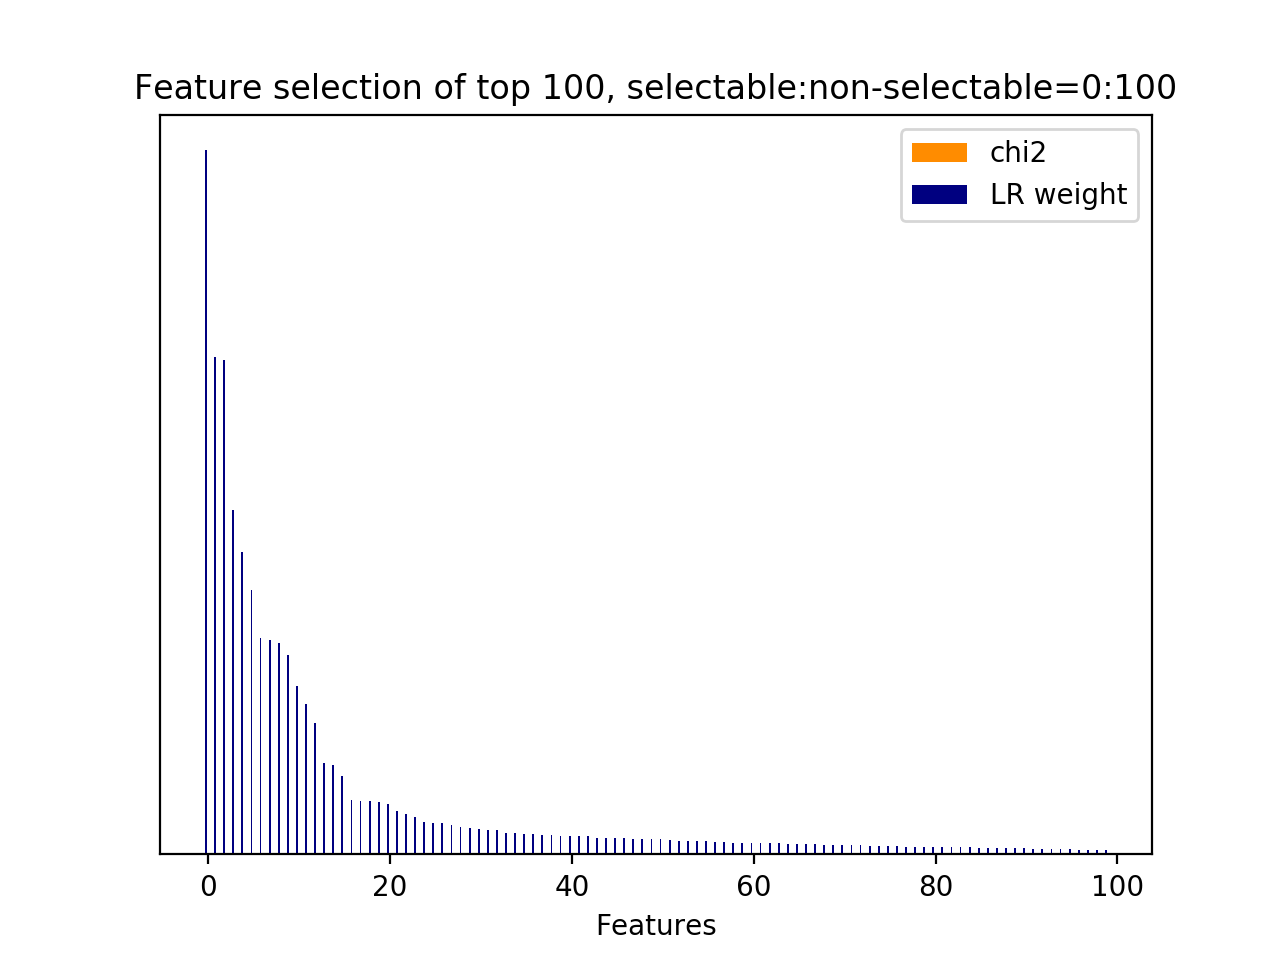 Feature selection of top 100, selectable:non-selectable=0:100
chi2
LR weight
0 20 40 60 80 100
Features